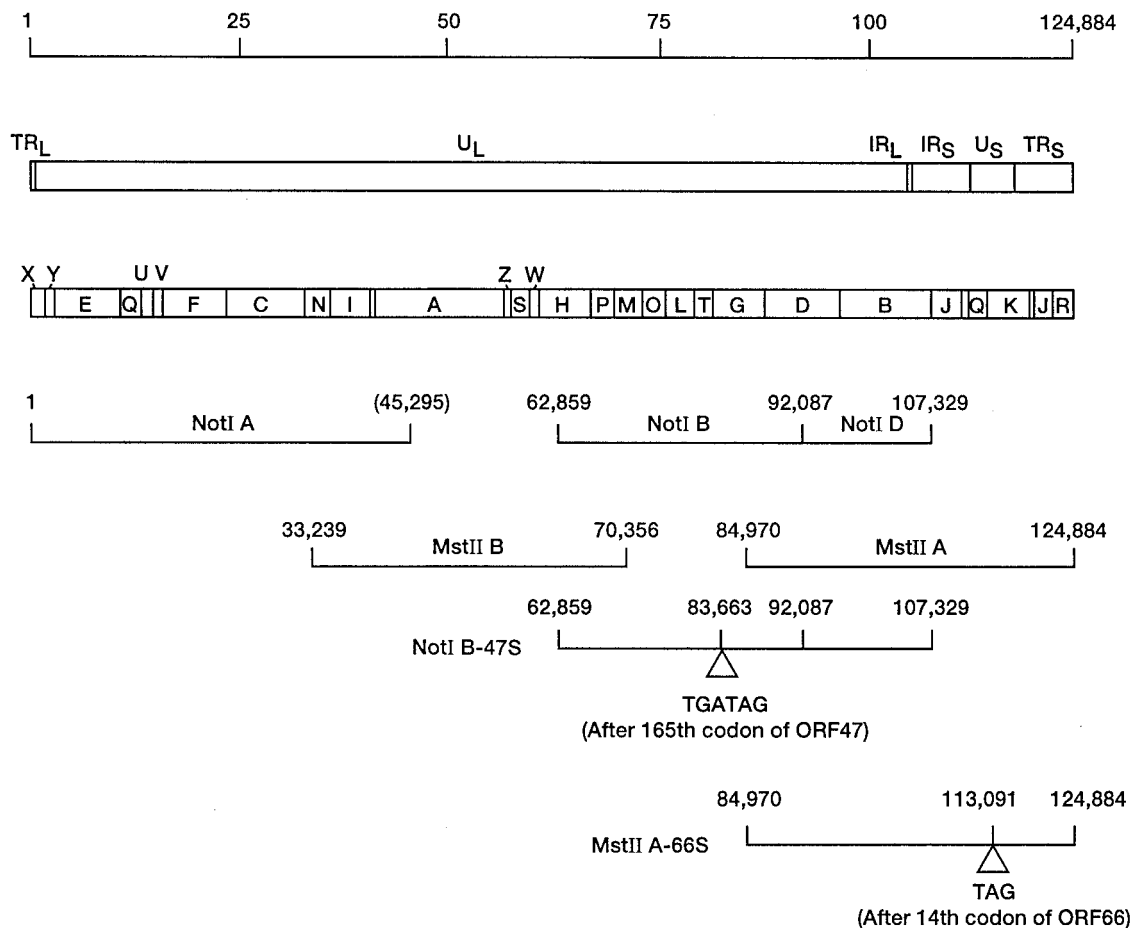 1 25 50 75 100 124,884
TRL UL IRL IRS US TRS
X Y U V Z W
E Q F C N I A S H P M O L T G D B J Q K J R
1 (45,295) 62,859 92,087 107,329
NotI A NotI B NotI D
33,239 70,356 84,970 124,884
MstII B MstII A
62,859 83,663 92,087 107,329
NotI B-47S
TGATAG
(After 165th codon of ORF47)
84,970 113,091 124,884
MstII A-66S
TAG
(After 14th codon of ORF66)